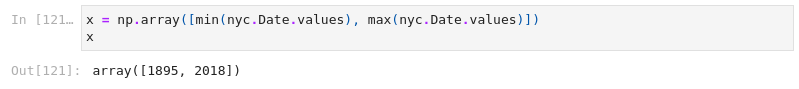 In [121…
x = np.array([min(nyc.Date.values), max(nyc.Date.values)])
x
Out[121]: array([1895, 2018])